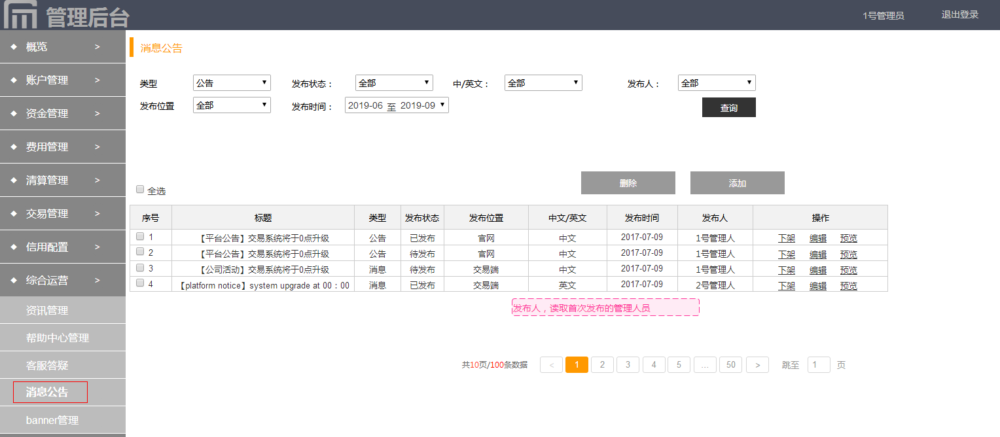 管理后台
1号管理员 退出登录
概览 >
账户管理 >
资金管理 >
费用管理 >
清算管理 >
交易管理 >
信用配置 >
综合运营 >
资讯管理
帮助中心管理
客服答疑
消息公告
banner管理
消息公告
类型 公告 发布状态： 全部 中/英文： 全部 发布人： 全部
发布位置 全部 发布时间： 2019-06 至 2019-09 查询
全选 删除 添加
序号 标题 类型 发布状态 发布位置 中文/英文 发布时间 发布人 操作
1 【平台公告】交易系统将于0点升级 公告 已发布 官网 中文 2017-07-09 1号管理人 下架 编辑 预览
2 【平台公告】交易系统将于0点升级 公告 待发布 官网 中文 2017-07-09 1号管理人 下架 编辑 预览
3 【公司活动】交易系统将于0点升级 消息 待发布 交易端 中文 2017-07-09 1号管理人 下架 编辑 预览
4 【platform notice】system upgrade at 00：00 消息 已发布 交易端 英文 2017-07-09 2号管理人 下架 编辑 预览
发布人，读取首次发布的管理人员
共10页/100条数据 < 1 2 3 4 5 ... 50 > 跳至 1 页